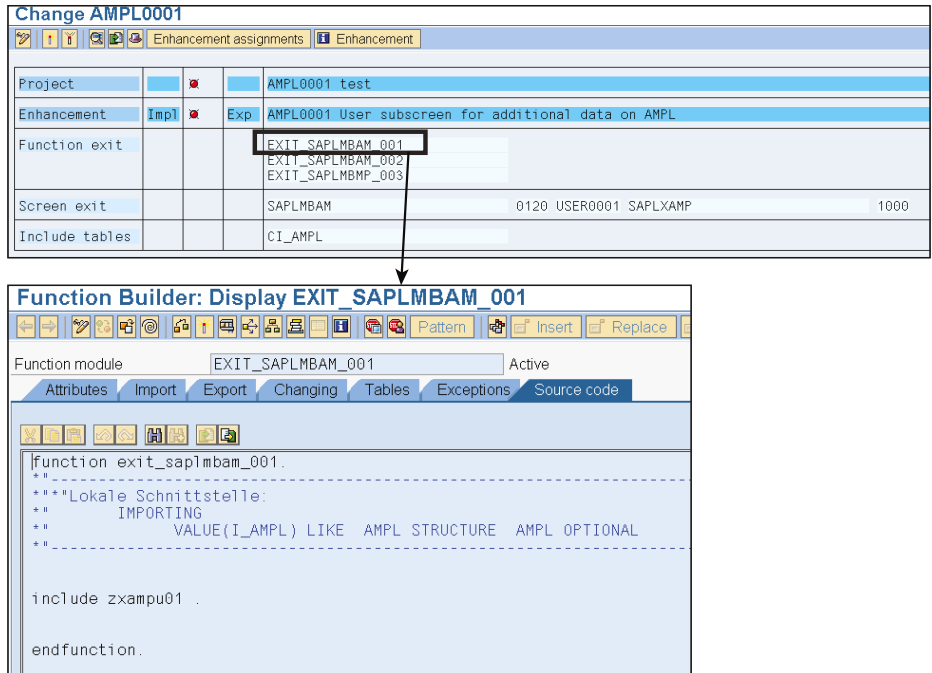 Change AMPL0001
Enhancement assignments Enhancement
Project AMPL0001 test
Enhancement Impl Exp AMPL0001 User subscreen for additional data on AMPL
Function exit EXIT_SAPLMBAM_001
EXIT_SAPLMBAM_002
EXIT_SAPLMBMP_003
Screen exit SAPLMBAM 0120 USER0001 SAPLXAMP 1000
Include tables CI_AMPL
Function Builder: Display EXIT_SAPLMBAM_001
Pattern Insert Replace
Function module EXIT_SAPLMBAM_001 Active
Attributes Import Export Changing Tables Exceptions Source code
function exit_saplmbam_001.
*"----------------------------------------------------------------------
*"*"Lokale Schnittstelle:
*" IMPORTING
*" VALUE(I_AMPL) LIKE AMPL STRUCTURE AMPL OPTIONAL
*"----------------------------------------------------------------------
include zxampu01 .
endfunction.